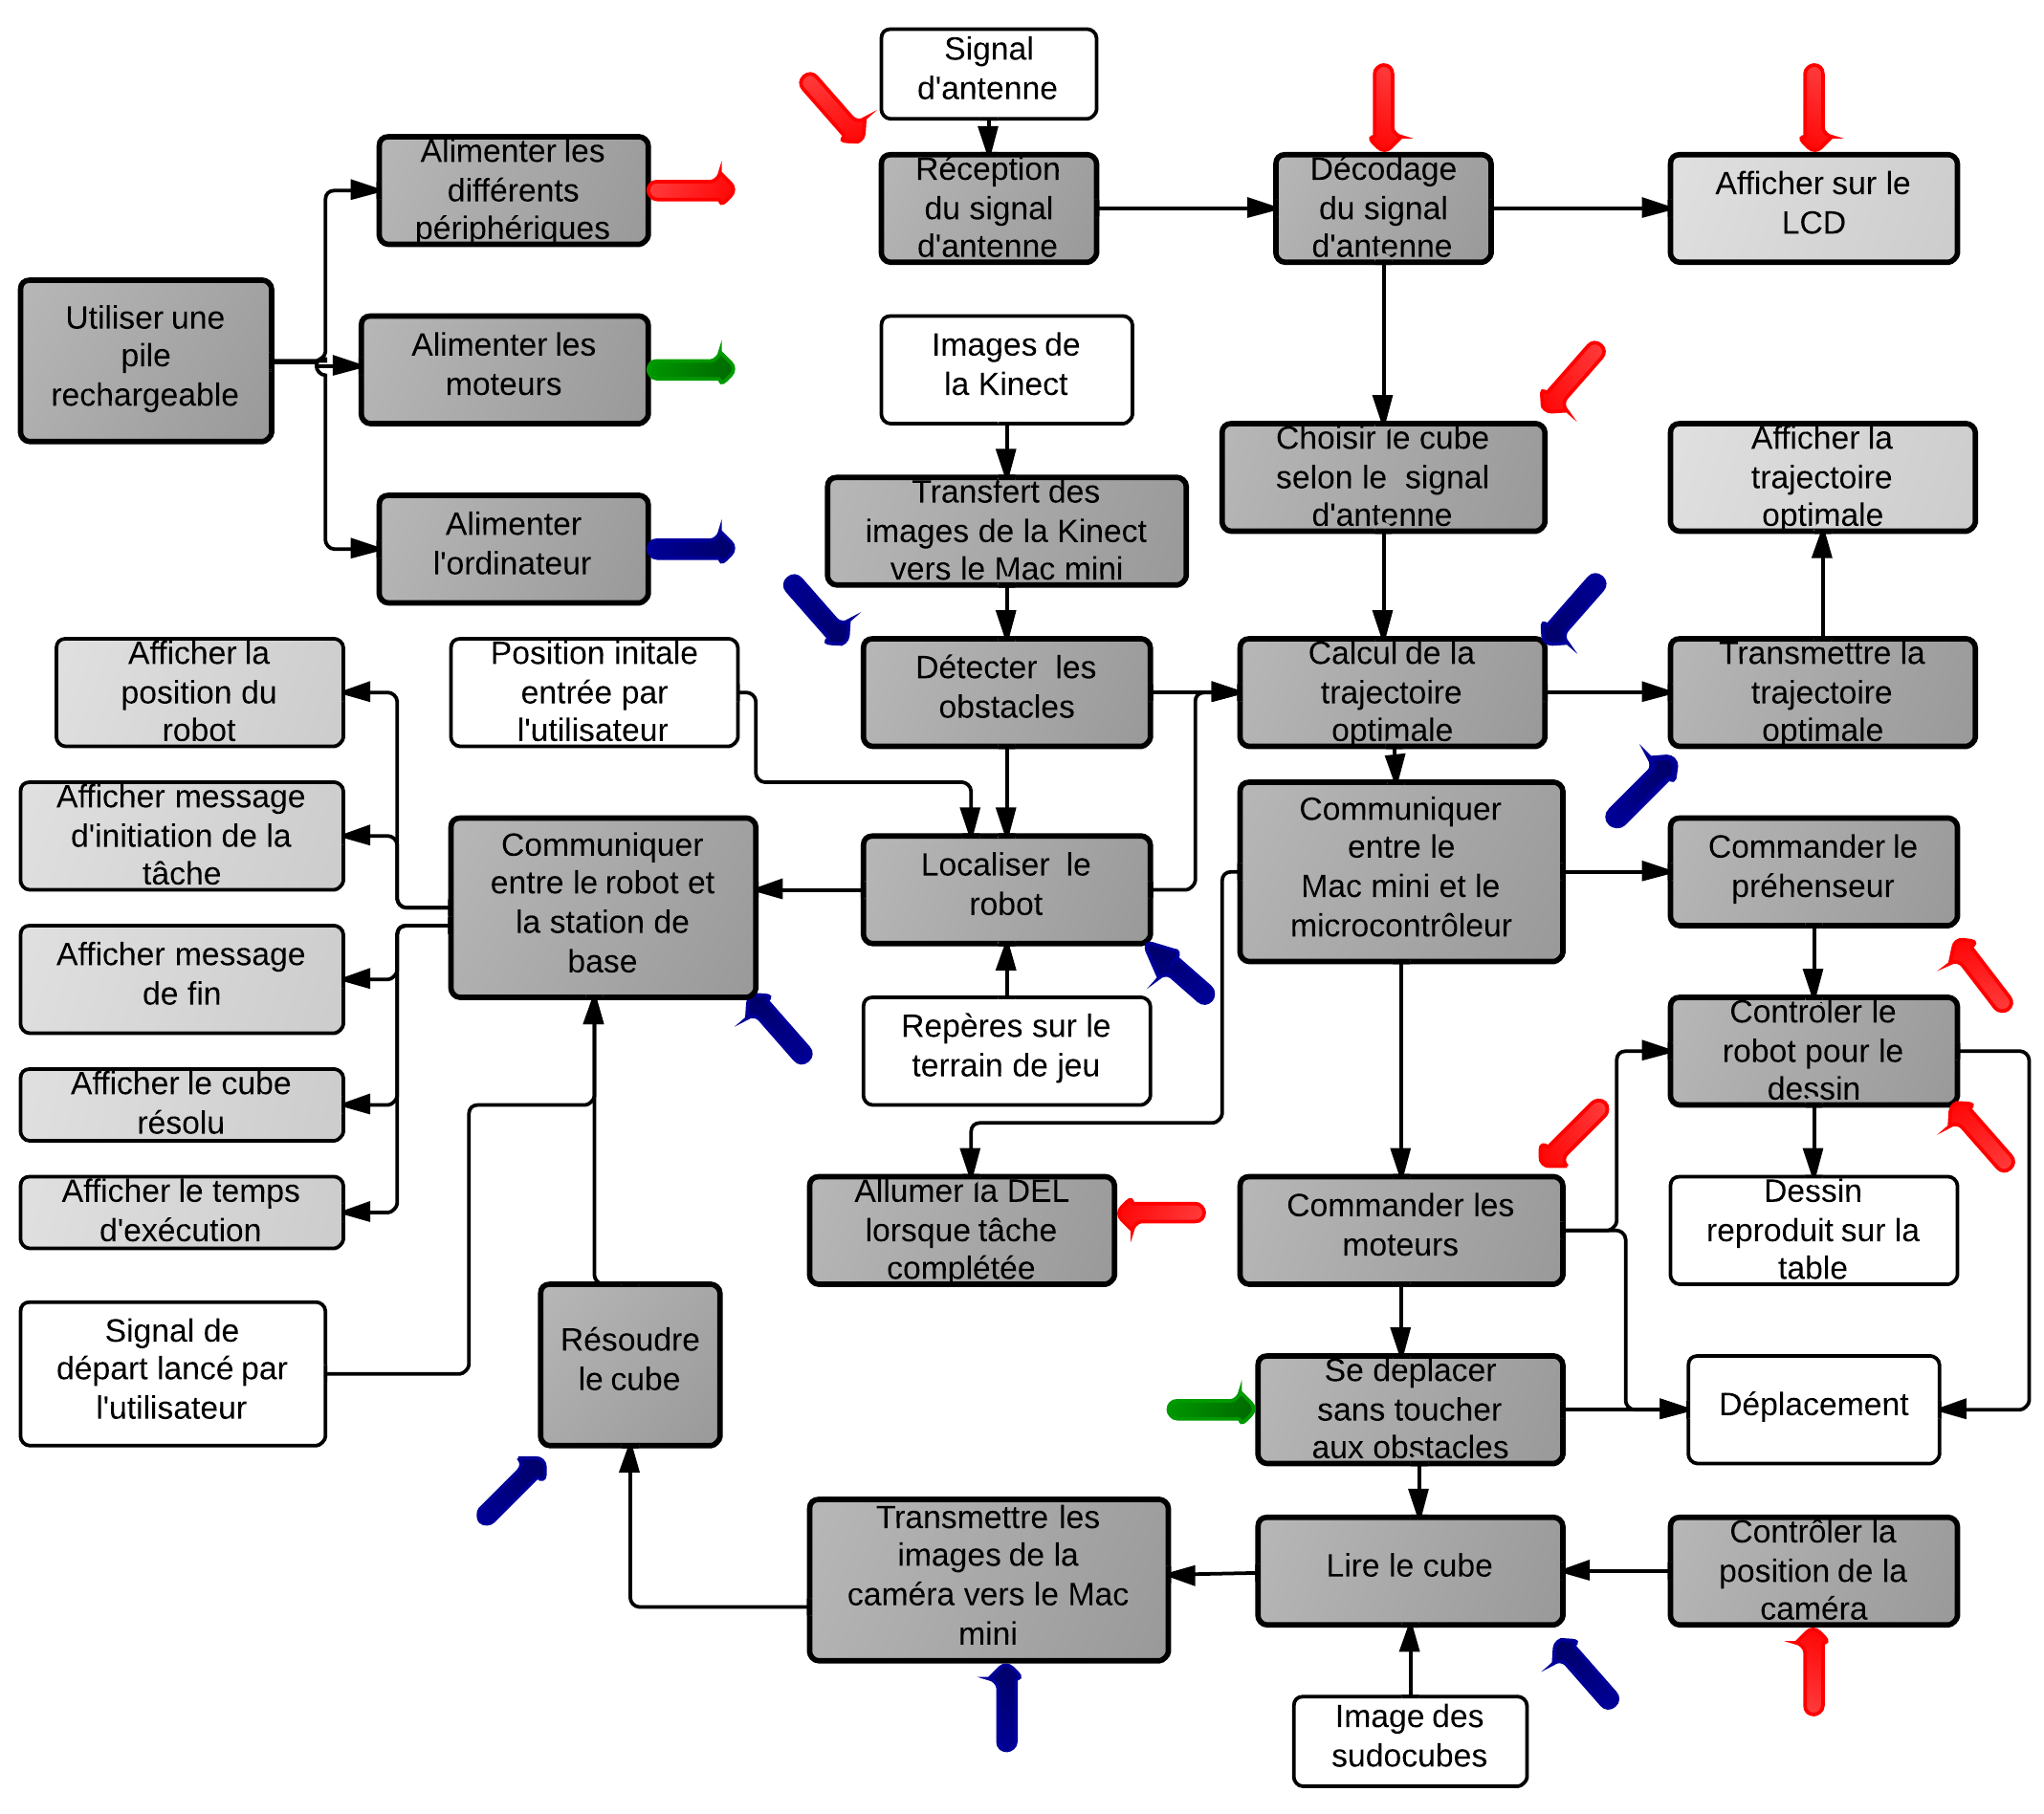 Signal
d'antenne
Alimenter les
différents
périphériques
Réception
du signal
d'antenne
Décodage
du signal
d'antenne
Afficher sur le
LCD
Utiliser une
pile
rechargeable
Alimenter les
moteurs
Images de
la Kinect
Choisir le cube
selon le signal
d'antenne
Afficher la
trajectoire
optimale
Alimenter
l'ordinateur
Transfert des
images de la Kinect
vers le Mac mini
Afficher la
position du
robot
Position initale
entrée par
l'utilisateur
Détecter les
obstacles
Calcul de la
trajectoire
optimale
Transmettre la
trajectoire
optimale
Afficher message
d'initiation de la
tâche
Communiquer
entre le robot et
la station de
base
Localiser le
robot
Communiquer
entre le
Mac mini et le
microcontrôleur
Commander le
préhenseur
Afficher message
de fin
Repères sur le
terrain de jeu
Contrôler le
robot pour le
dessin
Afficher le cube
résolu
Afficher le temps
d'exécution
Allumer la DEL
lorsque tâche
complétée
Commander les
moteurs
Dessin
reproduit sur la
table
Signal de
départ lancé par
l'utilisateur
Résoudre
le cube
Se deplacer
sans toucher
aux obstacles
Déplacement
Transmettre les
images de la
caméra vers le Mac
mini
Lire le cube
Contrôler la
position de la
caméra
Image des
sudocubes